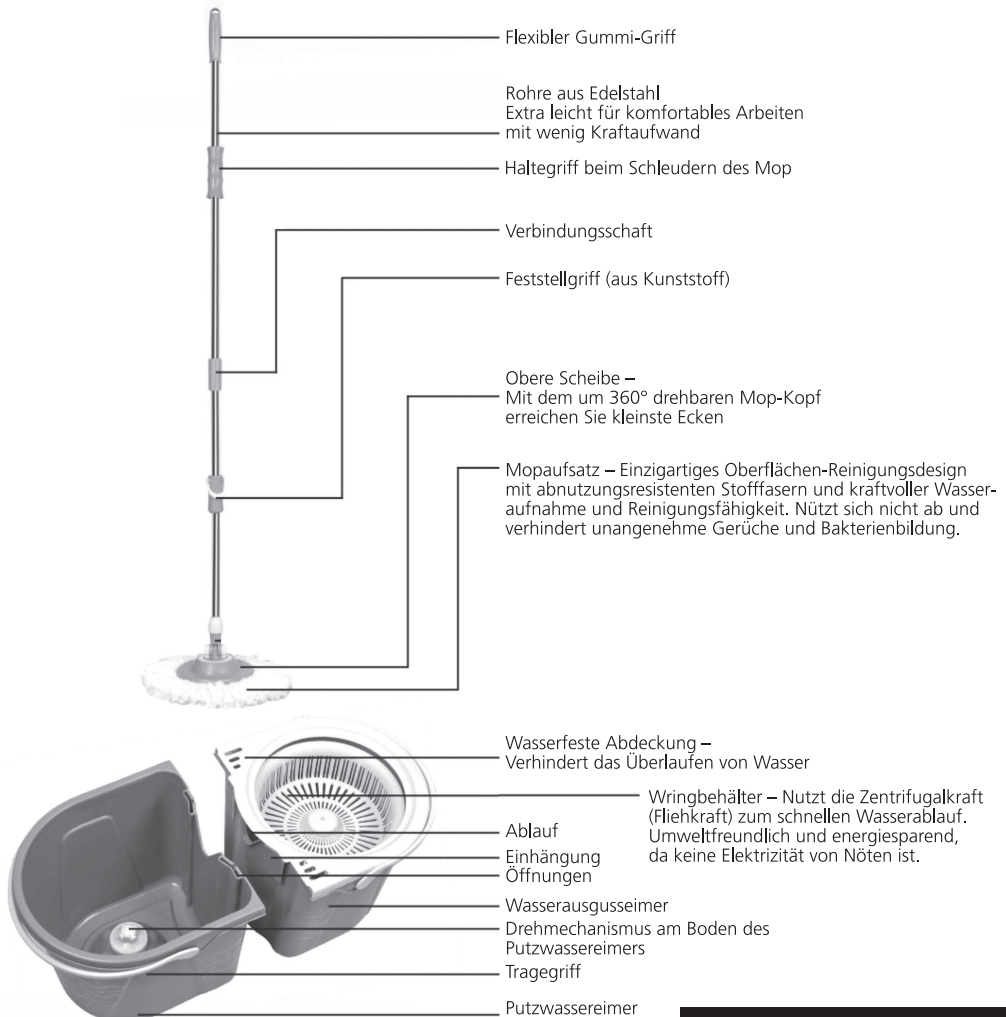 Flexibler Gummi-Griff
Rohre aus Edelstahl
Extra leicht für komfortables Arbeiten
mit wenig Kraftaufwand
Haltegriff beim Schleudern des Mop
Verbindungsschaft
Feststellgriff (aus Kunststoff)
Obere Scheibe –
Mit dem um 360° drehbaren Mop-Kopf
erreichen Sie kleinste Ecken
Mopaufsatz – Einzigartiges Oberflächen-Reinigungsdesign
mit abnutzungsresistenten Stofffasern und kraftvoller Wasser-
aufnahme und Reinigungsfähigkeit. Nützt sich nicht ab und
verhindert unangenehme Gerüche und Bakterienbildung.
Wasserfeste Abdeckung –
Verhindert das Überlaufen von Wasser
Wringbehälter – Nutzt die Zentrifugalkraft
(Fliehkraft) zum schnellen Wasserablauf.
Umweltfreundlich und energiesparend,
da keine Elektrizität von Nöten ist.
Ablauf
Einhängung
Öffnungen
Wasserausgusseimer
Drehmechanismus am Boden des
Putzwassereimers
Tragegriff
Putzwassereimer